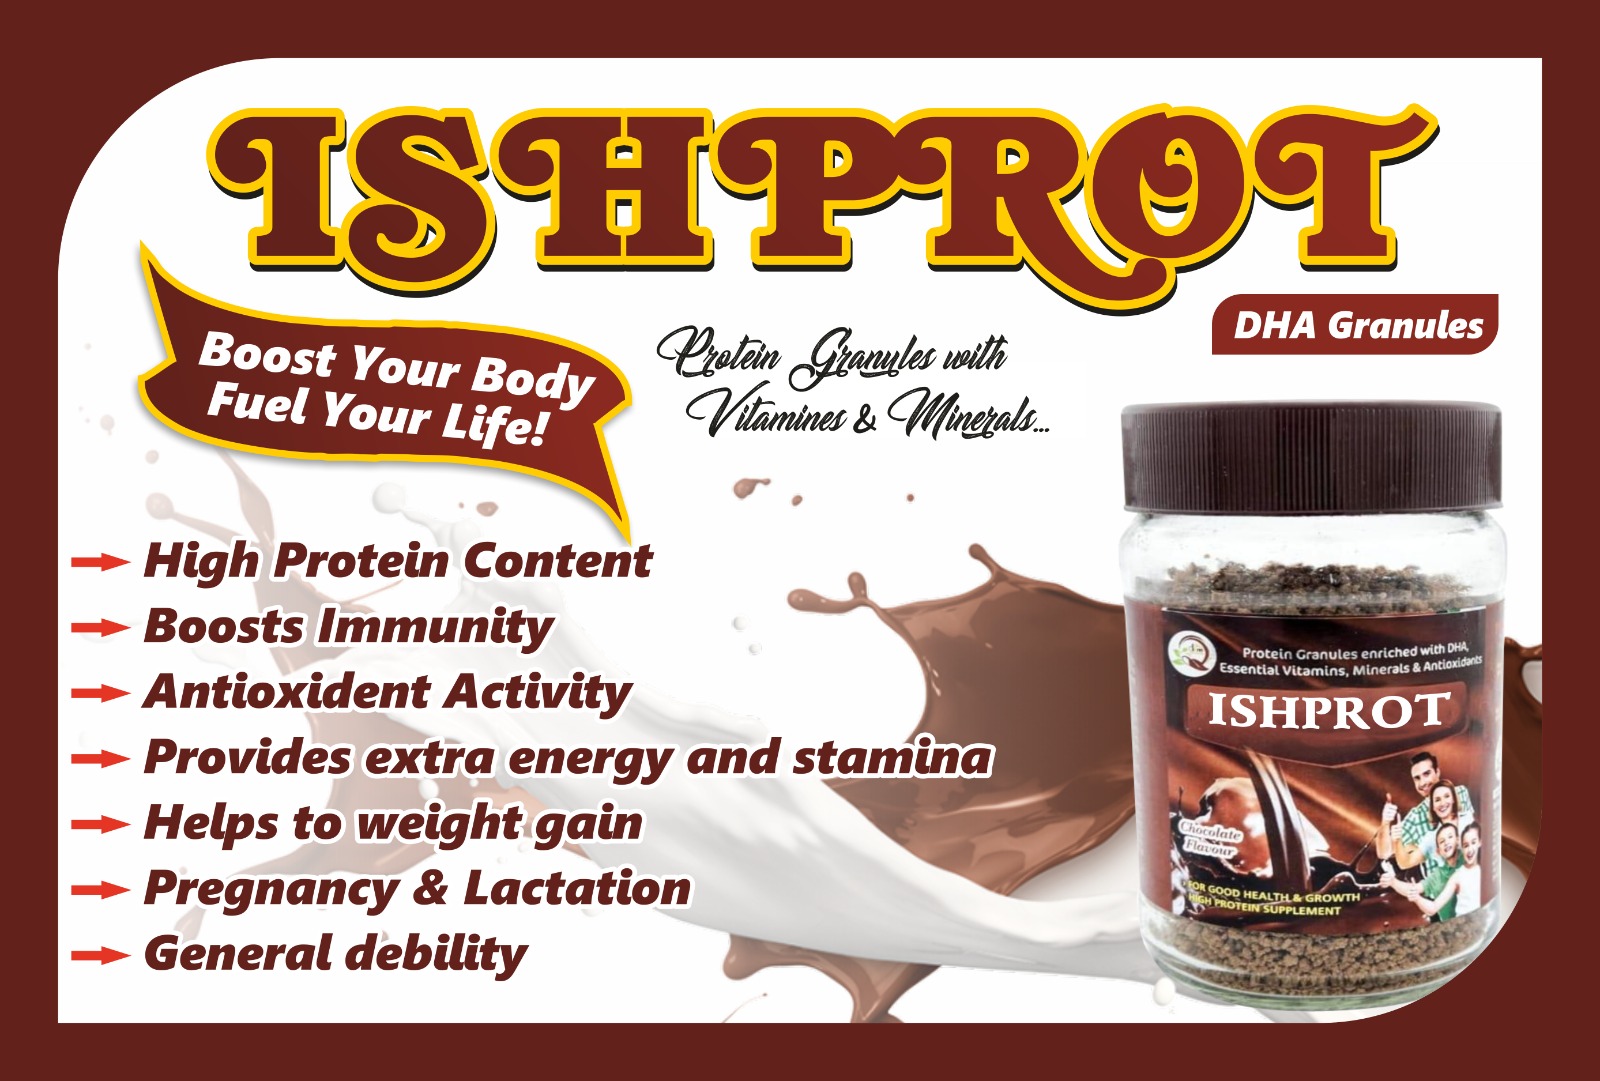 ISHPROT
DHA Granules
Boost Your Body
Fuel Your Life!
Protein Granules with
Vitamines & Minerals...
High Protein Content
Boosts Immunity
Antioxident Activity
Provides extra energy and stamina
Helps to weight gain
Pregnancy & Lactation
General debility
Protein Granules enriched with DHA,
Essential Vitamins, Minerals & Antioxidants
ISHPROT
Chocolate
Flavour
FOR GOOD HEALTH & GROWTH
HIGH PROTEIN SUPPLEMENT